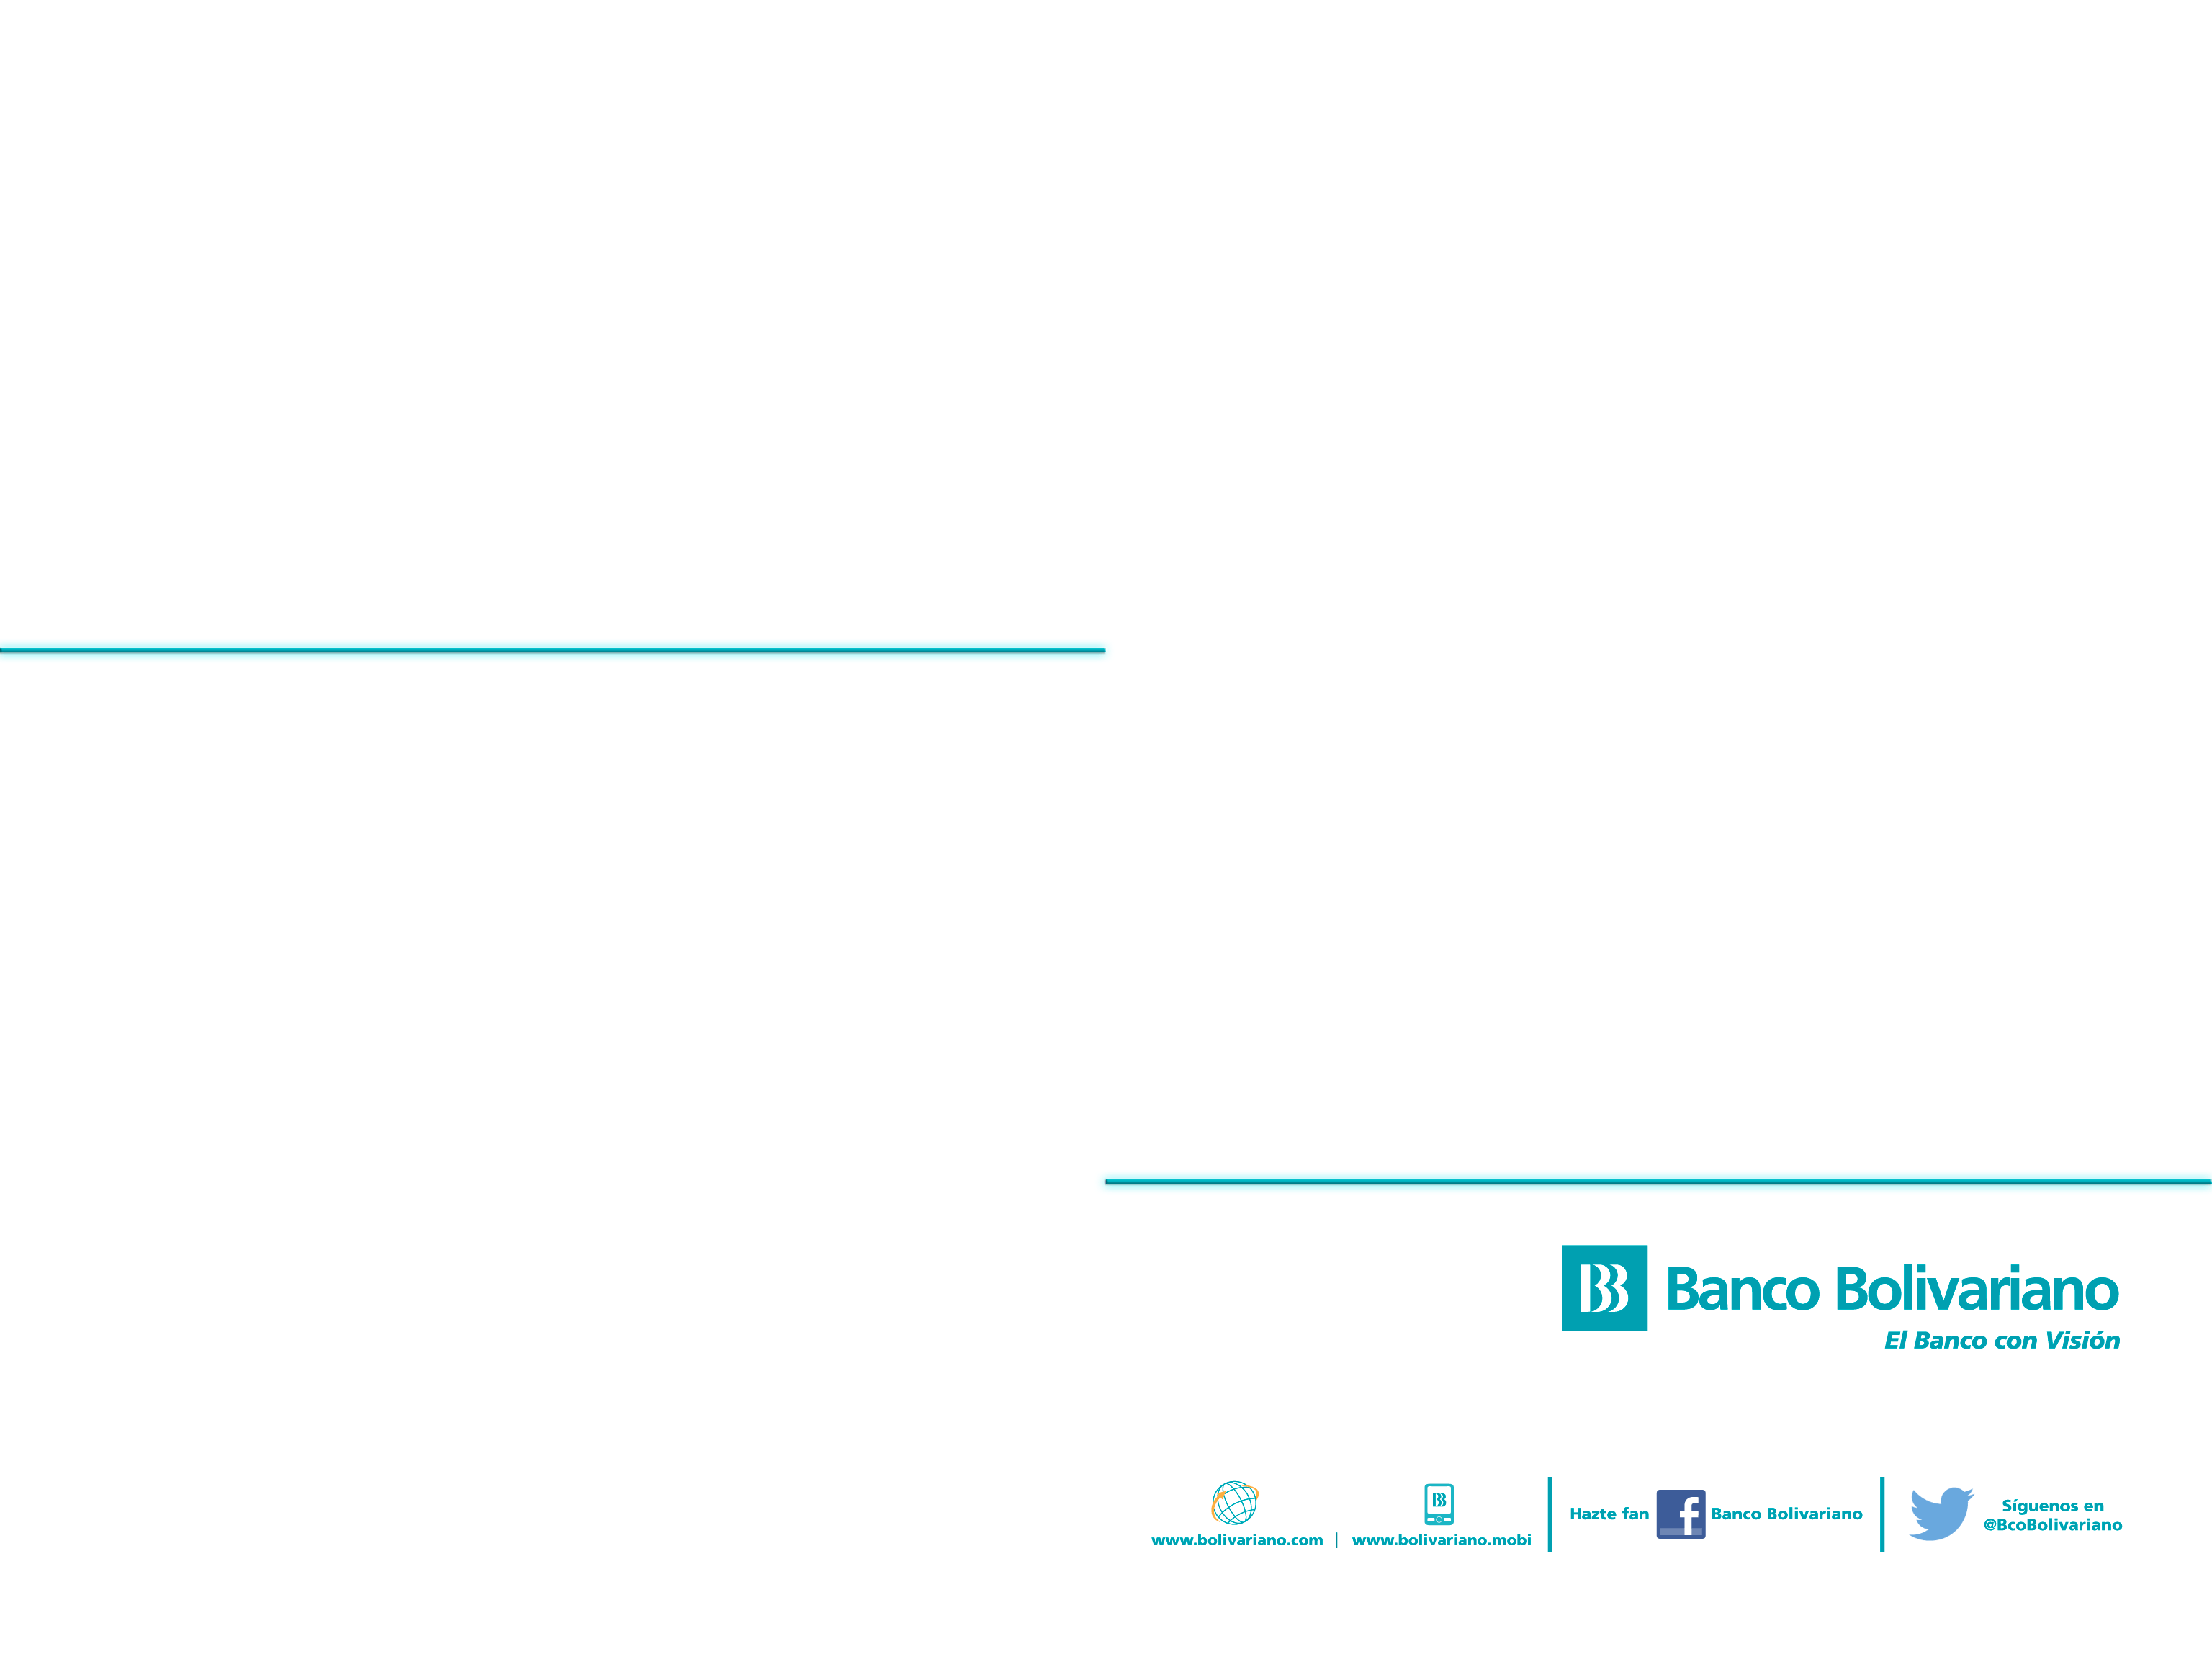 Banco Bolivariano
El Banco con Visión
www.bolivariano.com | www.bolivariano.mobi
Hazte fan Banco Bolivariano
Síguenos en
@BcoBolivariano